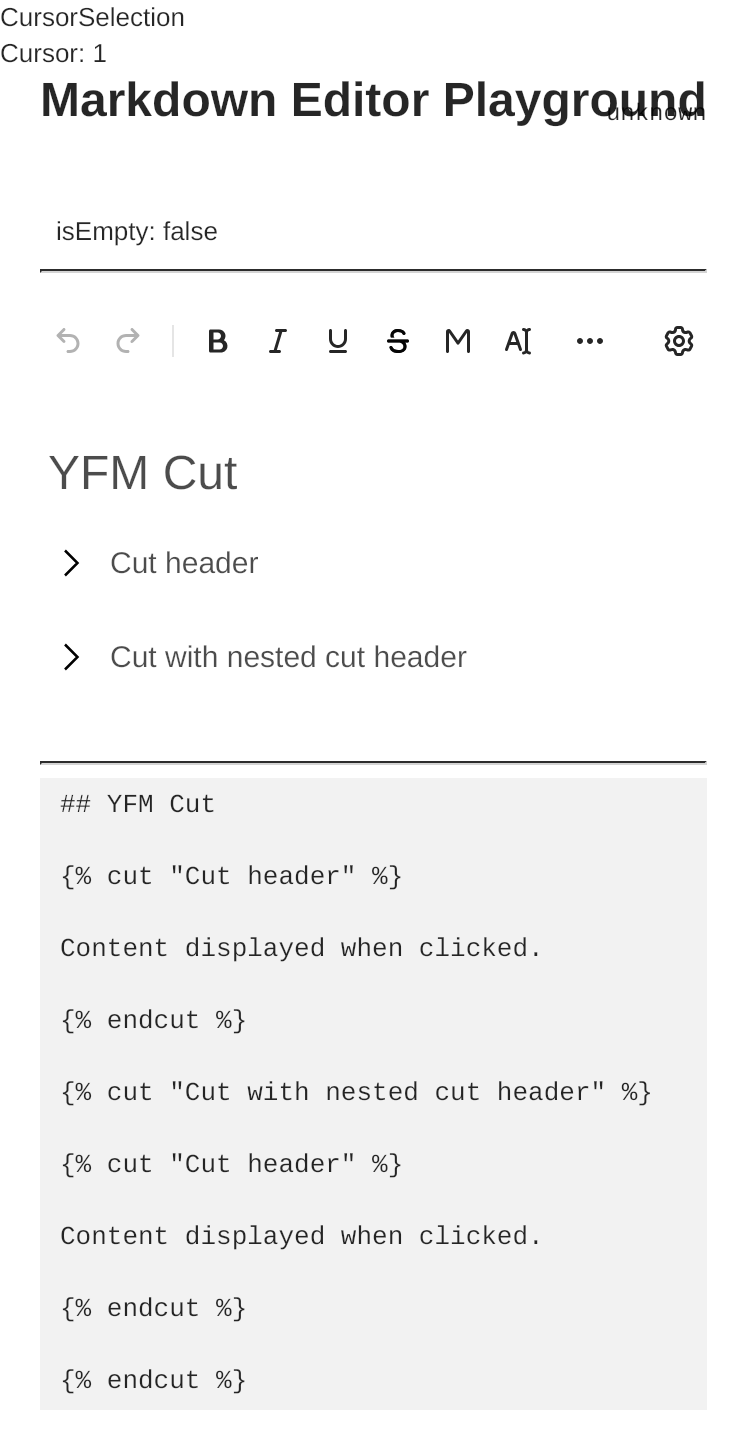 CursorSelection
Cursor: 1
Markdown Editor Playground
unknown
isEmpty: false
B I U S M AI
YFM Cut
Cut header
Cut with nested cut header
## YFM Cut
{% cut "Cut header" %}
Content displayed when clicked.
{% endcut %}
{% cut "Cut with nested cut header" %}
{% cut "Cut header" %}
Content displayed when clicked.
{% endcut %}
{% endcut %}